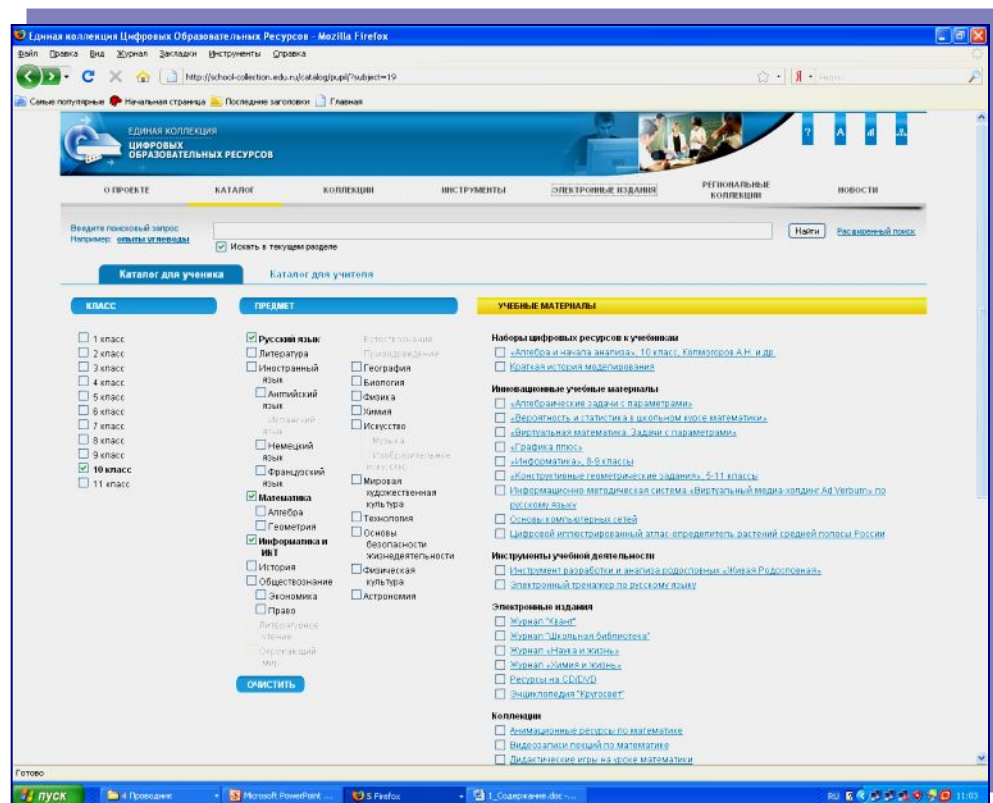 Единая коллекция Цифровых Образовательных Ресурсов - Mozilla Firefox
Файл Правка Вид Журнал Закладки Инструменты Справка
http://school-collection.edu.ru/catalog/pupil/?subject=19
Самые популярные Начальная страница Последние заголовки Главная
ЕДИНАЯ КОЛЛЕКЦИЯ
ЦИФРОВЫХ
ОБРАЗОВАТЕЛЬНЫХ РЕСУРСОВ
О ПРОЕКТЕ КАТАЛОГ КОЛЛЕКЦИИ ИНСТРУМЕНТЫ ЭЛЕКТРОННЫЕ ИЗДАНИЯ РЕГИОНАЛЬНЫЕ КОЛЛЕКЦИИ НОВОСТИ
Введите поисковый запрос
Например: опыты углеводы
Найти Расширенный поиск
Искать в текущем разделе
Каталог для ученика Каталог для учителя
КЛАСС
1 класс
2 класс
3 класс
4 класс
5 класс
6 класс
7 класс
8 класс
9 класс
10 класс
11 класс
ПРЕДМЕТ
Русский язык
Литература
Иностранный
язык
Английский
язык
Испанский
язык
Немецкий
язык
Французский
язык
Математика
Алгебра
Геометрия
Информатика и
ИКТ
История
Обществознание
Экономика
Право
Литературное
чтение
Окружающий
мир
Естествознание
Природоведение
География
Биология
Физика
Химия
Искусство
Музыка
Изобразительное
искусство
Мировая
художественная
культура
Технология
Основы
безопасности
жизнедеятельности
Физическая
культура
Астрономия
ОЧИСТИТЬ
УЧЕБНЫЕ МАТЕРИАЛЫ
Наборы цифровых ресурсов к учебникам
«Алгебра и начала анализа», 10 класс, Колмогоров А.Н. и др.
Краткая история моделирования
Инновационные учебные материалы
«Алгебраические задачи с параметрами»
«Вероятность и статистика в школьном курсе математики»
«Виртуальная математика. Задачи с параметрами»
«Графика плюс»
«Информатика», 8-9 классы
«Конструктивные геометрические задания», 5-11 классы
Информационно-методическая система «Виртуальный медиа-холдинг Ad Verbum» по
русскому языку
Основы компьютерных сетей
Цифровой иллюстрированный атлас-определитель растений средней полосы России
Инструменты учебной деятельности
Инструмент разработки и анализа родословных «Живая Родословная»
Электронный тренажер по русскому языку
Электронные издания
Журнал "Квант"
Журнал "Школьная библиотека"
Журнал «Наука и жизнь»
Журнал «Химия и жизнь»
Ресурсы на CD/DVD
Энциклопедия "Кругосвет"
Коллекции
Анимационные ресурсы по математике
Видеозаписи лекций по математике
Дидактические игры на уроке математики
Готово
пуск 4 Проводник Microsoft PowerPoint ... 5 Firefox 1_Содержание.doc -... RU 11:03